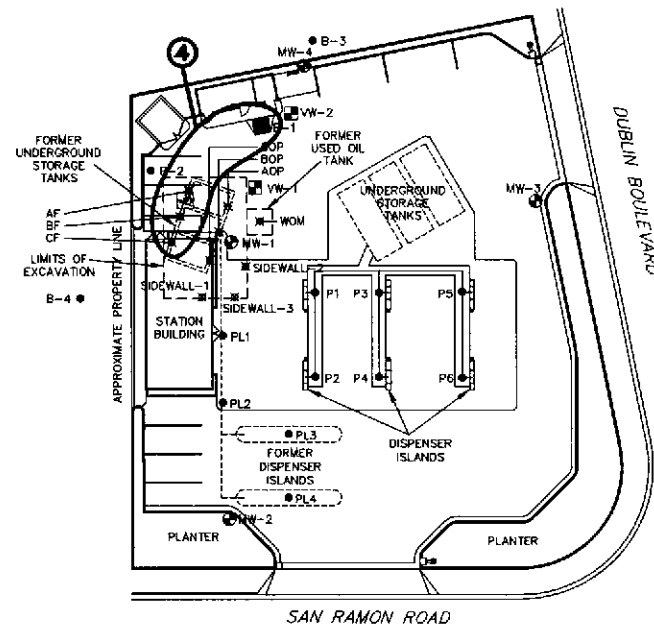 B-3
MW-4
4
VW-2
B-1
FORMER
UNDERGROUND
STORAGE
TANKS
FORMER
USED OIL
TANK
BOP
AOP
B-2
VW-1
UNDERGROUND
STORAGE
TANKS
MW-3
DUBLIN BOULEVARD
AF
BF
CF
WOM
MW-1
LIMITS OF
EXCAVATION
SIDEWALL-2
SIDEWALL-1
SIDEWALL-3
B-4
APPROXIMATE PROPERTY LINE
STATION
BUILDING
P1
P3
P5
PL1
P2
P4
P6
PL2
PL3
FORMER
DISPENSER
ISLANDS
DISPENSER
ISLANDS
PL4
MW-2
PLANTER
PLANTER
SAN RAMON ROAD